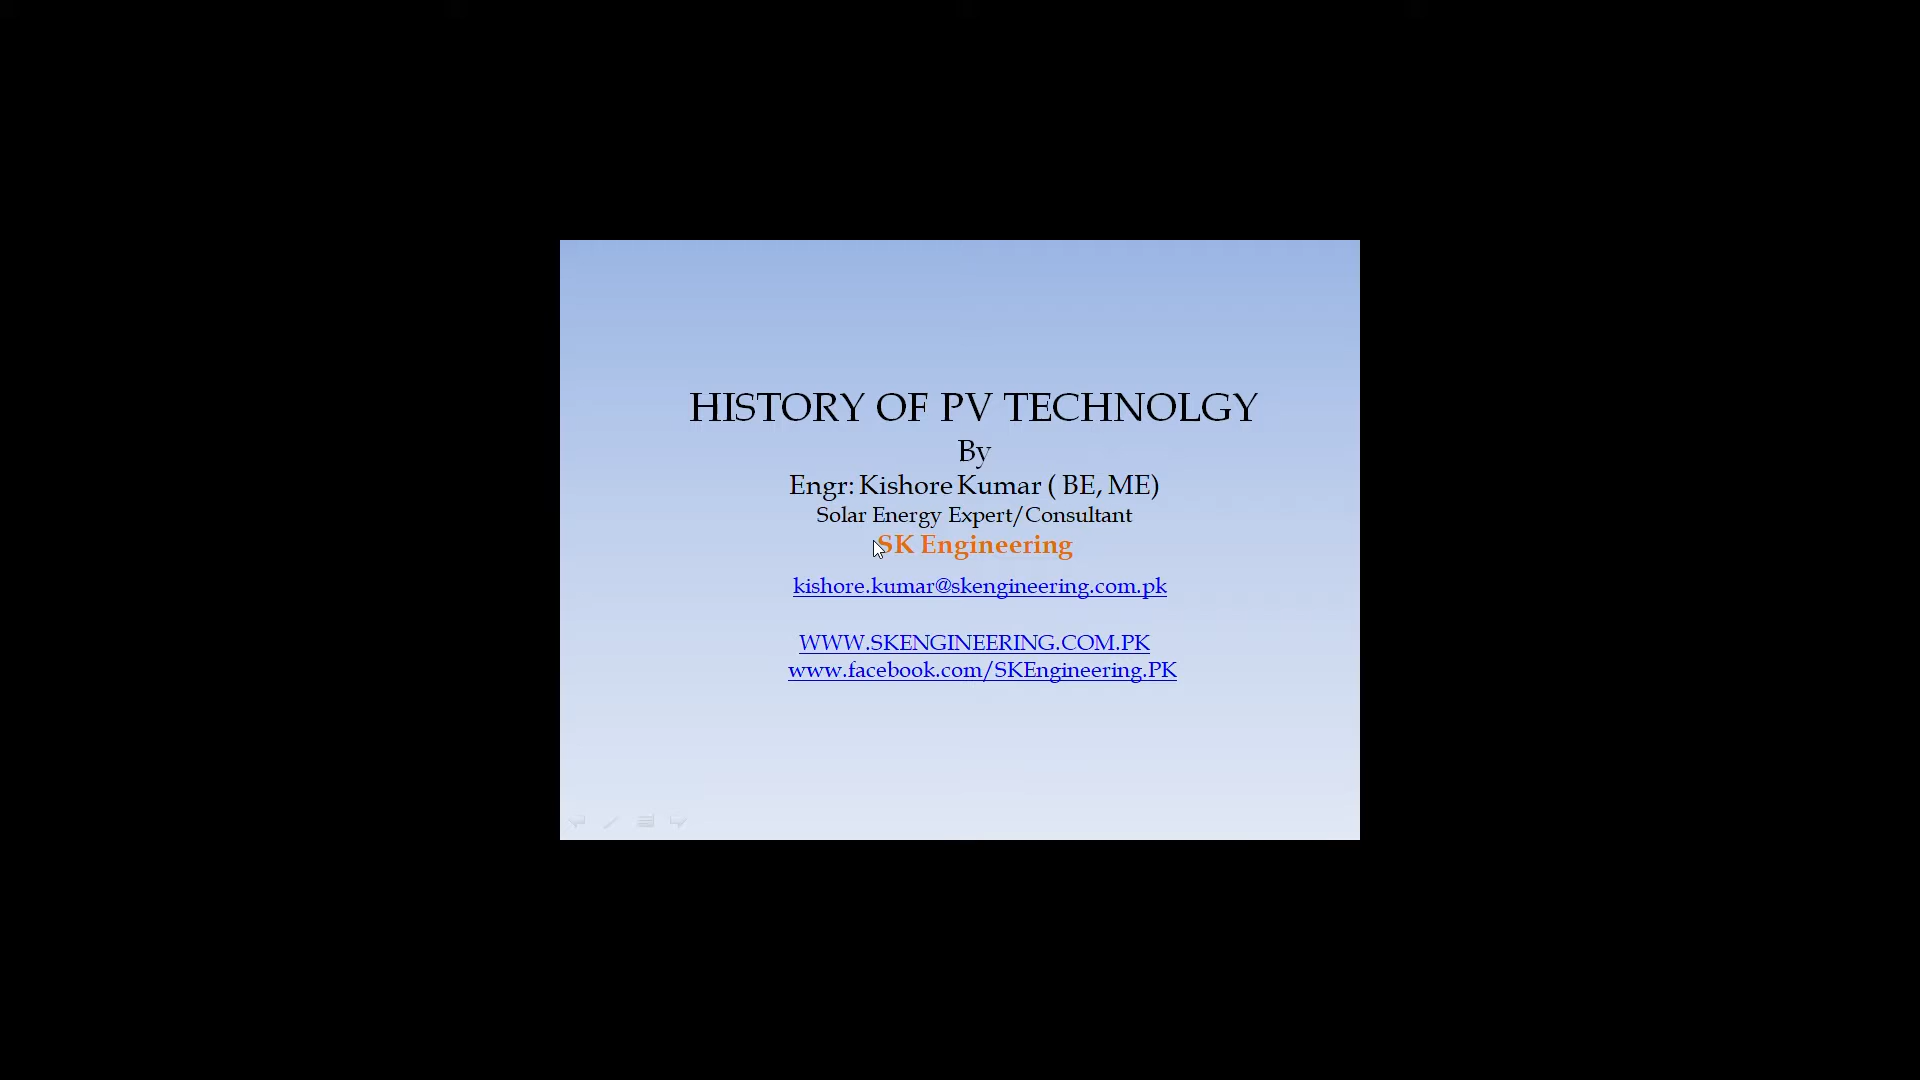 HISTORY OF PV TECHNOLGY
By
Engr: Kishore Kumar ( BE, ME)
Solar Energy Expert/Consultant
SK Engineering
kishore.kumar@skengineering.com.pk
WWW.SKENGINEERING.COM.PK
www.facebook.com/SKEngineering.PK